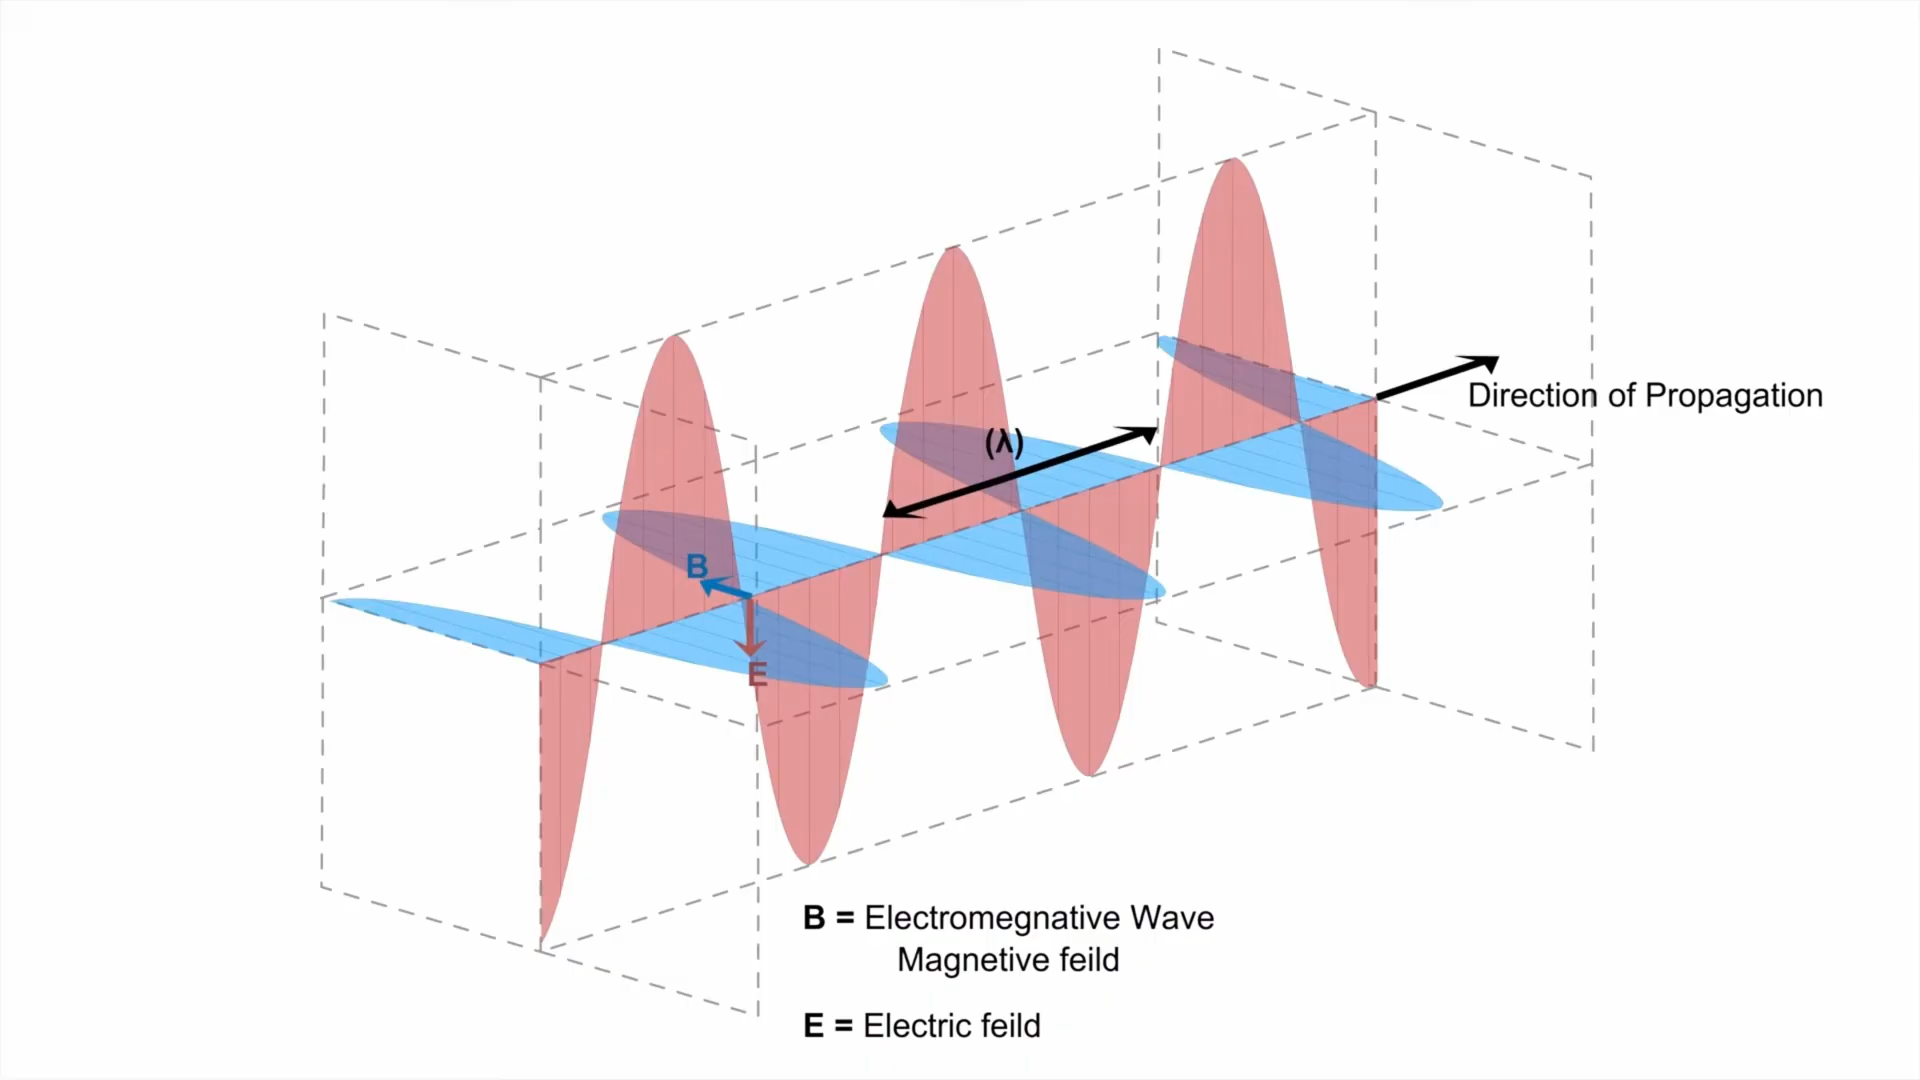 (λ)
Direction of Propagation
B
E
B = Electromegnative Wave
Magnetive feild
E = Electric feild